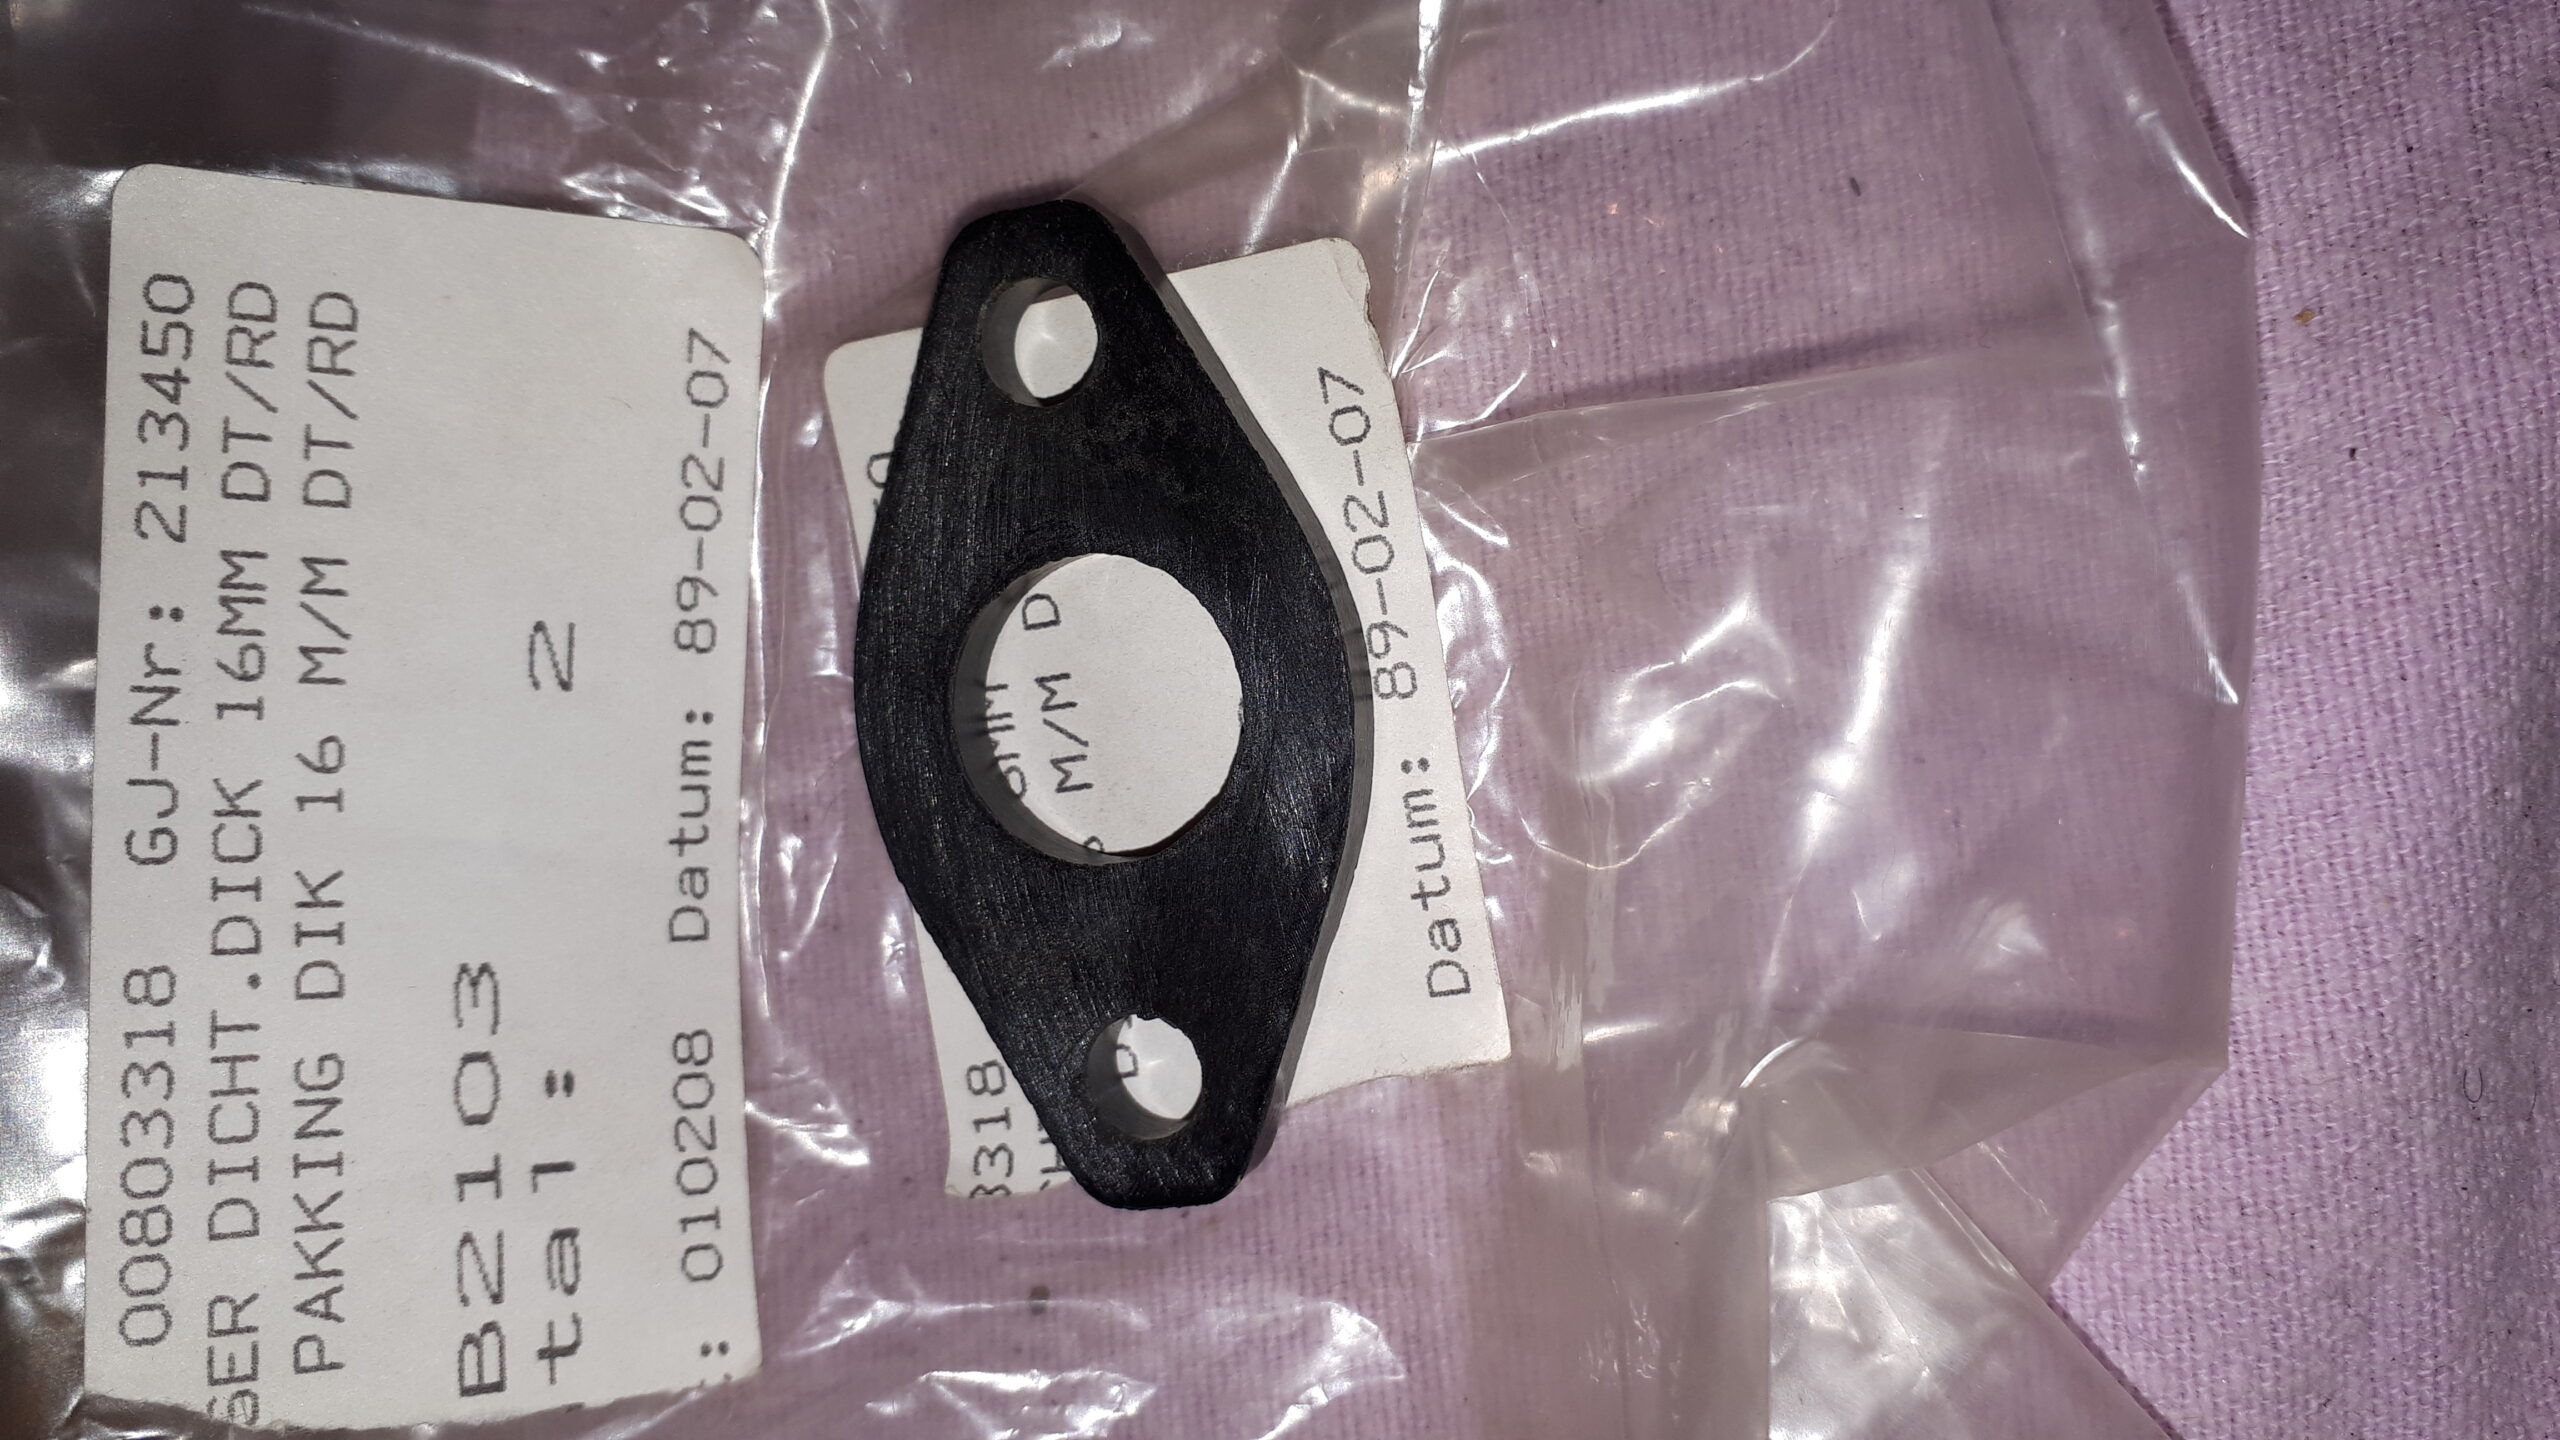 00803318 GJ-Nr: 213450
GER DICHT.DICK 16MM DT/RD
PAKKING DIK 16 M/M DT/RD
B2103
tal: 2
: 010208 Datum: 89-02-07
3318
M/M D
Datum: 89-02-07